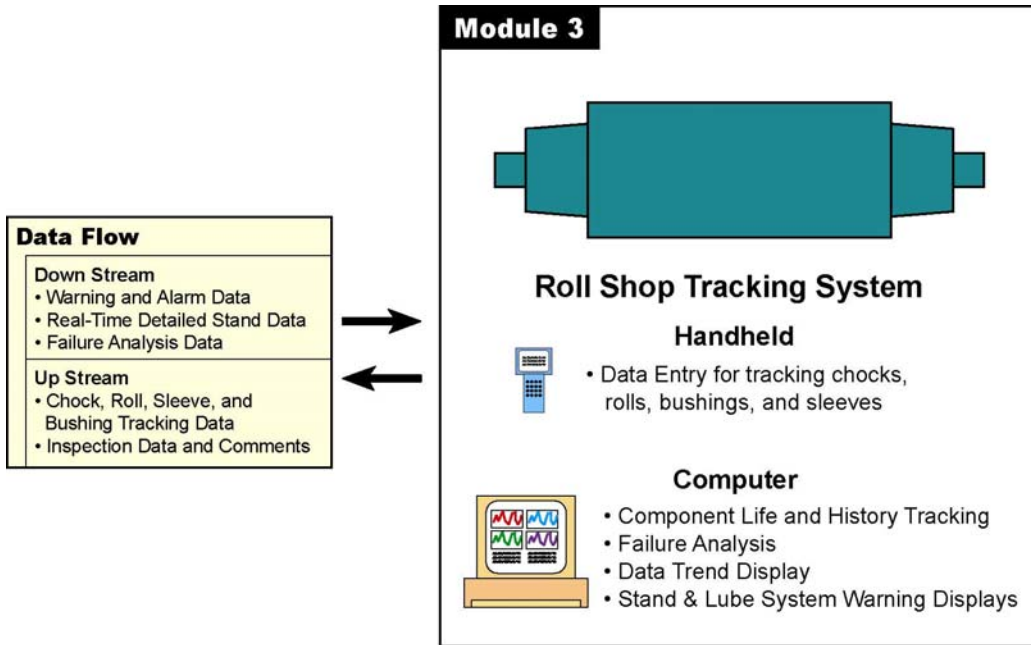 Module 3
Data Flow
Down Stream
• Warning and Alarm Data
• Real-Time Detailed Stand Data
• Failure Analysis Data
Up Stream
• Chock, Roll, Sleeve, and
Bushing Tracking Data
• Inspection Data and Comments
Roll Shop Tracking System
Handheld
• Data Entry for tracking chocks,
rolls, bushings, and sleeves
Computer
• Component Life and History Tracking
• Failure Analysis
• Data Trend Display
• Stand & Lube System Warning Displays